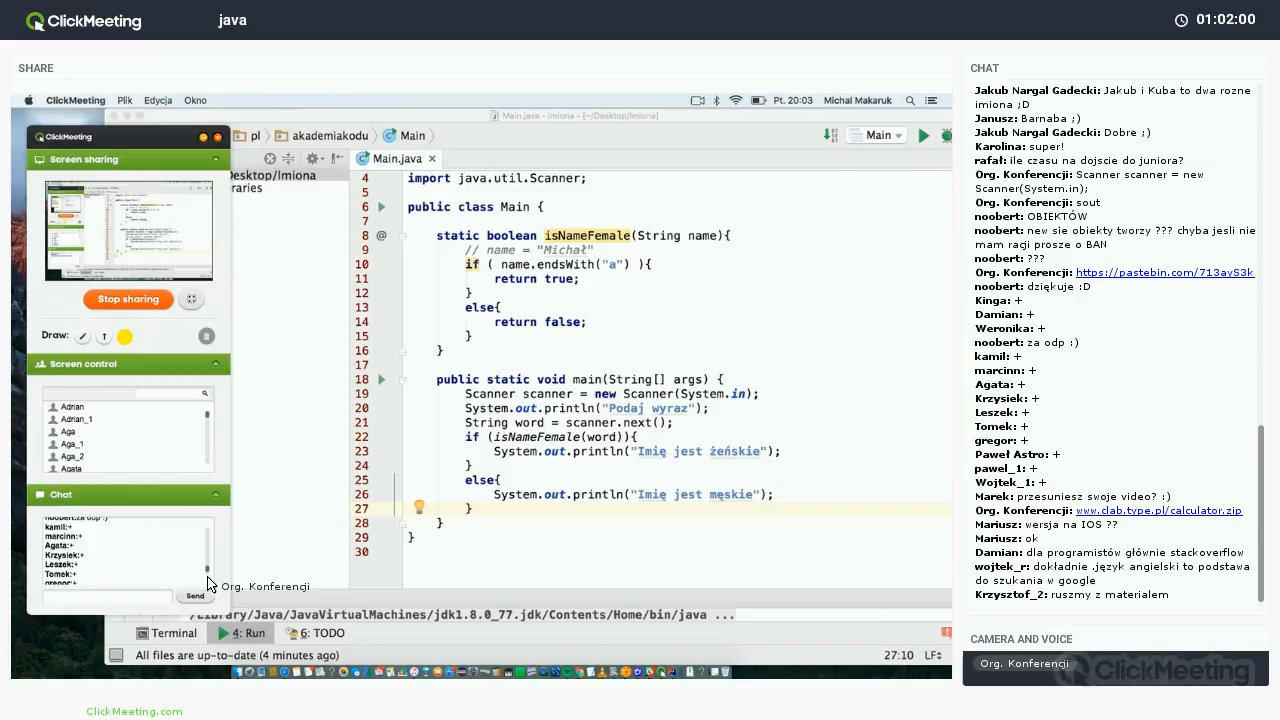 ClickMeeting
java
01:02:00
SHARE
ClickMeeting Plik Edycja Okno
Pt. 20:03 Michal Makaruk
Main.java - Imiona - [~/Desktop/Imiona]
ClickMeeting
pl akademiakodu Main
Main
Screen sharing
Main.java
Desktop/Imiona
raries
Stop sharing
Draw:
Screen control
Adrian
Adrian_1
Aga
Aga_1
Aga_2
Agata
Chat
noobert:za odp :)
kamil:+
marcinn:+
Agata:+
Krzysiek:+
Leszek:+
Tomek:+
gregor:+
Send
Org. Konferencji
4 import java.util.Scanner;
5
6 public class Main {
7
8 @ static boolean isNameFemale(String name){
9 // name = "Michał"
10 if ( name.endsWith("a") ){
11 return true;
12 }
13 else{
14 return false;
15 }
16 }
17
18 public static void main(String[] args) {
19 Scanner scanner = new Scanner(System.in);
20 System.out.println("Podaj wyraz");
21 String word = scanner.next();
22 if (isNameFemale(word)){
23 System.out.println("Imię jest żeńskie");
24 }
25 else{
26 System.out.println("Imię jest męskie");
27 }
28 }
29 }
30
/Library/Java/JavaVirtualMachines/jdk1.8.0_77.jdk/Contents/Home/bin/java ...
Terminal 4: Run 6: TODO
All files are up-to-date (4 minutes ago)
27:10 LF÷
CHAT
Jakub Nargal Gadecki: Jakub i Kuba to dwa rozne
imiona ;D
Janusz: Barnaba ;)
Jakub Nargal Gadecki: Dobre ;)
Karolina: super!
rafał: ile czasu na dojscie do juniora?
Org. Konferencji: Scanner scanner = new
Scanner(System.in);
Org. Konferencji: sout
noobert: OBIEKTÓW
noobert: new sie obiekty tworzy ??? chyba jesli nie
mam ragi prosze o BAN
noobert: ???
Org. Konferencji: https://pastebin.com/713ayS3k
noobert: dziękuje :D
Kinga: +
Damian: +
Weronika: +
noobert: za odp :)
kamil: +
marcinn: +
Agata: +
Krzysiek: +
Leszek: +
Tomek: +
gregor: +
Paweł Astro: +
pawel_1: +
Wojtek_1: +
Marek: przesuniesz swoje video? :)
Org. Konferencji: www.clab.type.pl/calculator.zip
Mariusz: wersja na IOS ??
Mariusz: ok
Damian: dla programistów głównie stackoverflow
wojtek_r: dokładnie .język angielski to podstawa
do szukania w google
Krzysztof_2: ruszmy z materialem
CAMERA AND VOICE
Org. Konferencji
ClickMeeting
ClickMeeting.com